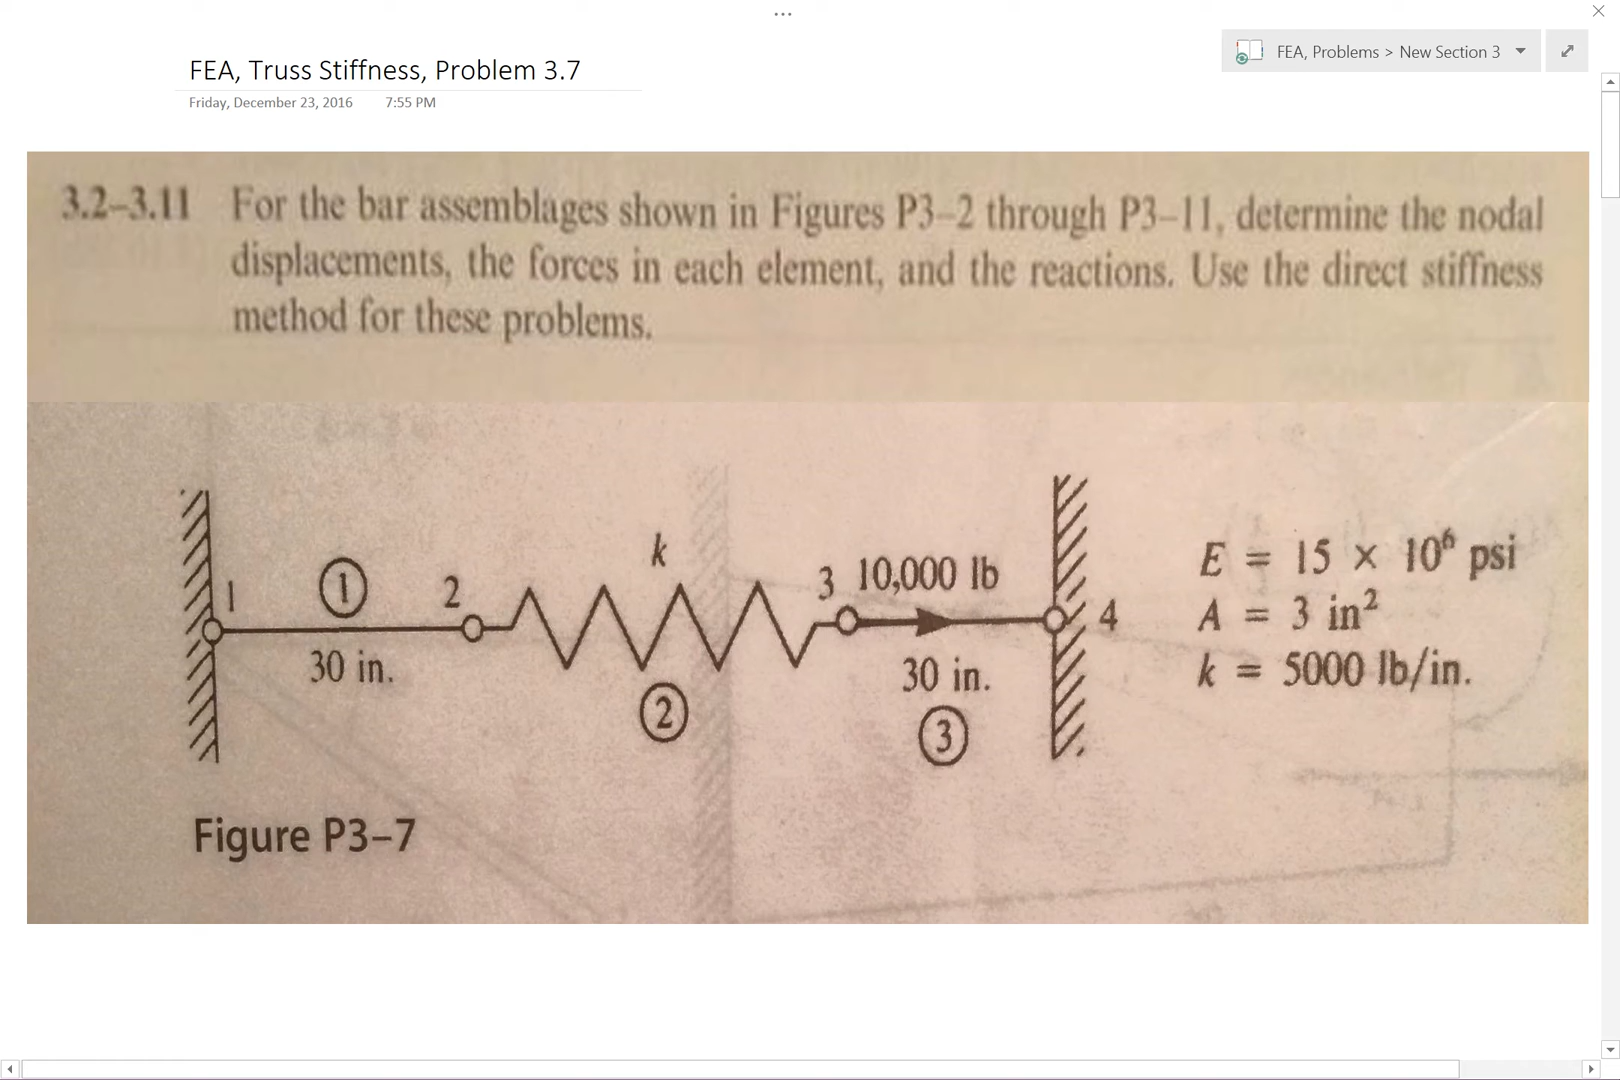 ...
FEA, Problems > New Section 3
FEA, Truss Stiffness, Problem 3.7
Friday, December 23, 2016 7:55 PM
3.2–3.11 For the bar assemblages shown in Figures P3–2 through P3–11, determine the nodal
displacements, the forces in each element, and the reactions. Use the direct stiffness
method for these problems.
k
1 ① 2 3 10,000 lb 4
30 in. 30 in.
② ③
E = 15 × 10⁶ psi
A = 3 in²
k = 5000 lb/in.
Figure P3–7